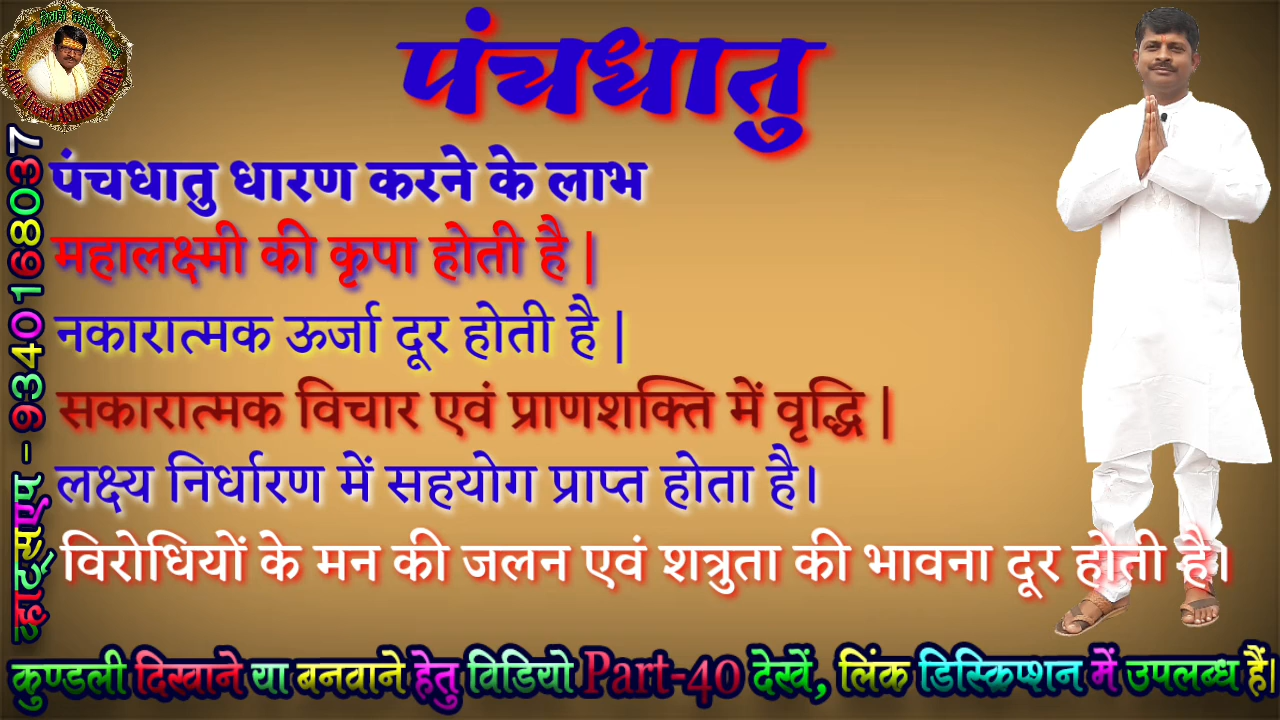 पंचधातु
पंचधातु धारण करने के लाभ
महालक्ष्मी की कृपा होती है |
नकारात्मक ऊर्जा दूर होती है |
सकारात्मक विचार एवं प्राणशक्ति में वृद्धि |
लक्ष्य निर्धारण में सहयोग प्राप्त होता है।
विरोधियों के मन की जलन एवं शत्रुता की भावना दूर होती है।
व्हाट्सएप - 9340168037
कुण्डली दिखाने या बनवाने हेतु विडियो Part-40 देखें, लिंक डिस्क्रिप्शन में उपलब्ध हैं।